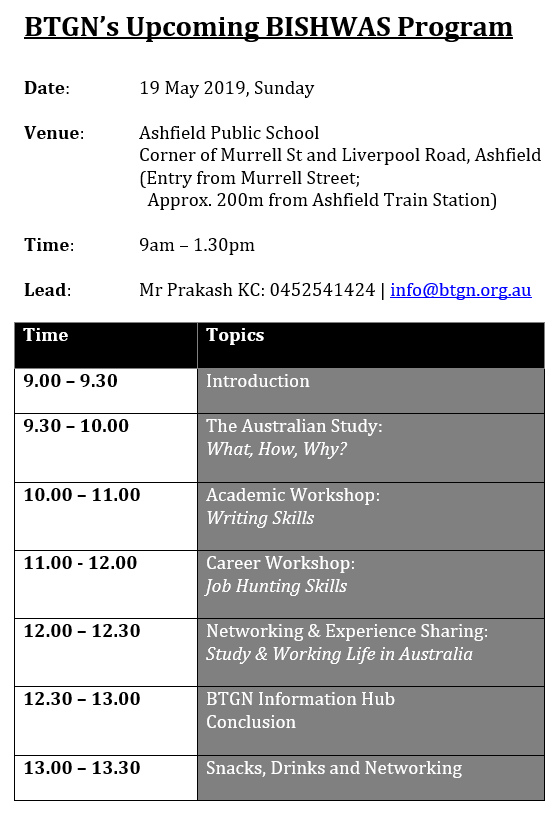 BTGN’s Upcoming BISHWAS Program
Date: 19 May 2019, Sunday
Venue: Ashfield Public School
Corner of Murrell St and Liverpool Road, Ashfield
(Entry from Murrell Street;
Approx. 200m from Ashfield Train Station)
Time: 9am – 1.30pm
Lead: Mr Prakash KC: 0452541424 | info@btgn.org.au
Time Topics
9.00 – 9.30 Introduction
9.30 – 10.00 The Australian Study:
What, How, Why?
10.00 – 11.00 Academic Workshop:
Writing Skills
11.00 - 12.00 Career Workshop:
Job Hunting Skills
12.00 – 12.30 Networking & Experience Sharing:
Study & Working Life in Australia
12.30 – 13.00 BTGN Information Hub
Conclusion
13.00 – 13.30 Snacks, Drinks and Networking